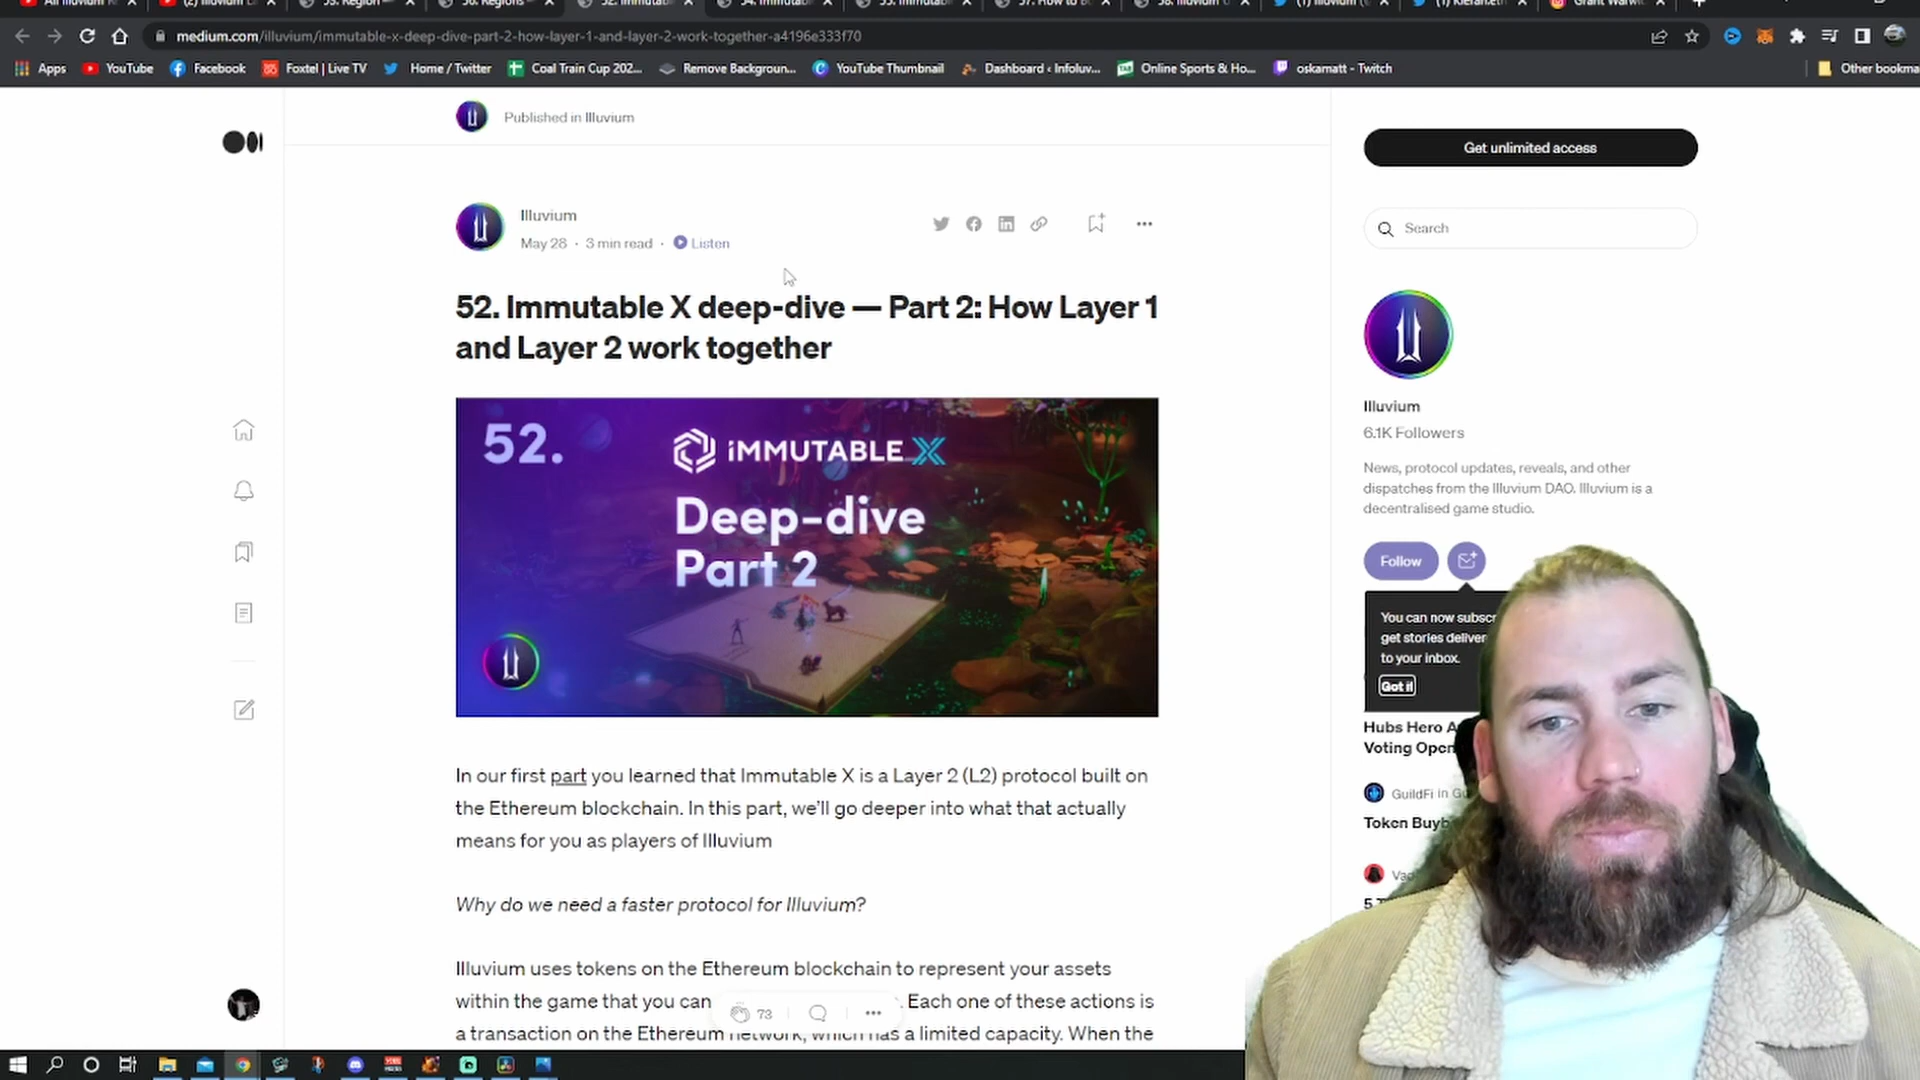 medium.com/illuvium/immutable-x-deep-dive-part-2-how-layer-1-and-layer-2-work-together-a4196e333f70
Apps YouTube Facebook Foxtel | Live TV Home / Twitter Coal Train Cup 202... Remove Backgroun... YouTube Thumbnail Dashboard ‹ Infoluv... Online Sports & Ho... oskamatt - Twitch Other bookma
Published in Illuvium
Get unlimited access
Illuvium
May 28 · 3 min read · Listen
Search
52. Immutable X deep-dive — Part 2: How Layer 1
and Layer 2 work together
52.
IMMUTABLE X
Deep-dive
Part 2
Illuvium
6.1K Followers
News, protocol updates, reveals, and other
dispatches from the Illuvium DAO. Illuvium is a
decentralised game studio.
Follow
You can now subsc
get stories deliver
to your inbox.
Got it
Hubs Hero A
Voting Open
GuildFi in Gu
Token Buyb
In our first part you learned that Immutable X is a Layer 2 (L2) protocol built on
the Ethereum blockchain. In this part, we'll go deeper into what that actually
means for you as players of Illuvium
Why do we need a faster protocol for Illuvium?
Illuvium uses tokens on the Ethereum blockchain to represent your assets
within the game that you can . Each one of these actions is
a transaction on the Ethereum network, which has a limited capacity. When the
73